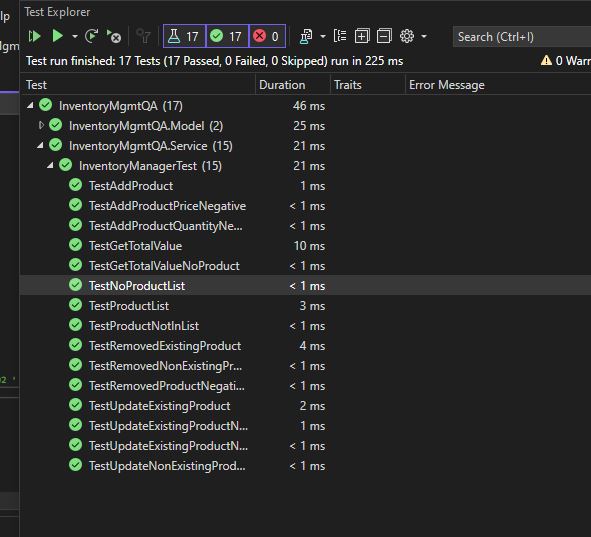 lp
Test Explorer
17 17 0
Search (Ctrl+I)
Test run finished: 17 Tests (17 Passed, 0 Failed, 0 Skipped) run in 225 ms
0 Warr
Test Duration Traits Error Message
InventoryMgmtQA (17) 46 ms
InventoryMgmtQA.Model (2) 25 ms
InventoryMgmtQA.Service (15) 21 ms
InventoryManagerTest (15) 21 ms
TestAddProduct 1 ms
TestAddProductPriceNegative < 1 ms
TestAddProductQuantityNe... < 1 ms
TestGetTotalValue 10 ms
TestGetTotalValueNoProduct < 1 ms
TestNoProductList < 1 ms
TestProductList 3 ms
TestProductNotInList < 1 ms
TestRemovedExistingProduct 4 ms
TestRemovedNonExistingPr... < 1 ms
TestRemovedProductNegati... < 1 ms
TestUpdateExistingProduct 2 ms
TestUpdateExistingProductN... 1 ms
TestUpdateExistingProductN... < 1 ms
TestUpdateNonExistingProd... < 1 ms